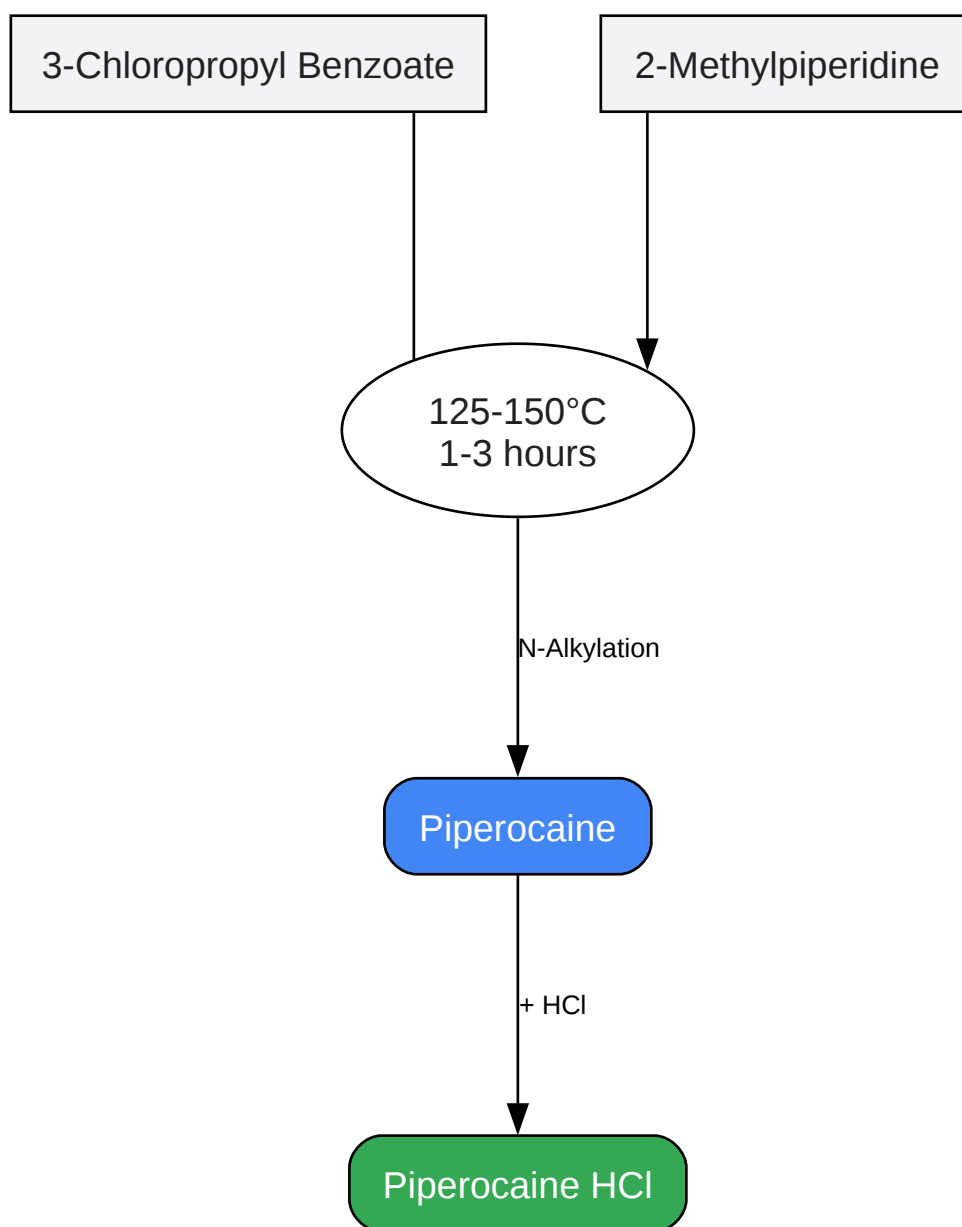 3-Chloropropyl Benzoate
2-Methylpiperidine
125-150°C
1-3 hours
N-Alkylation
Piperocaine
+ HCl
Piperocaine HCl